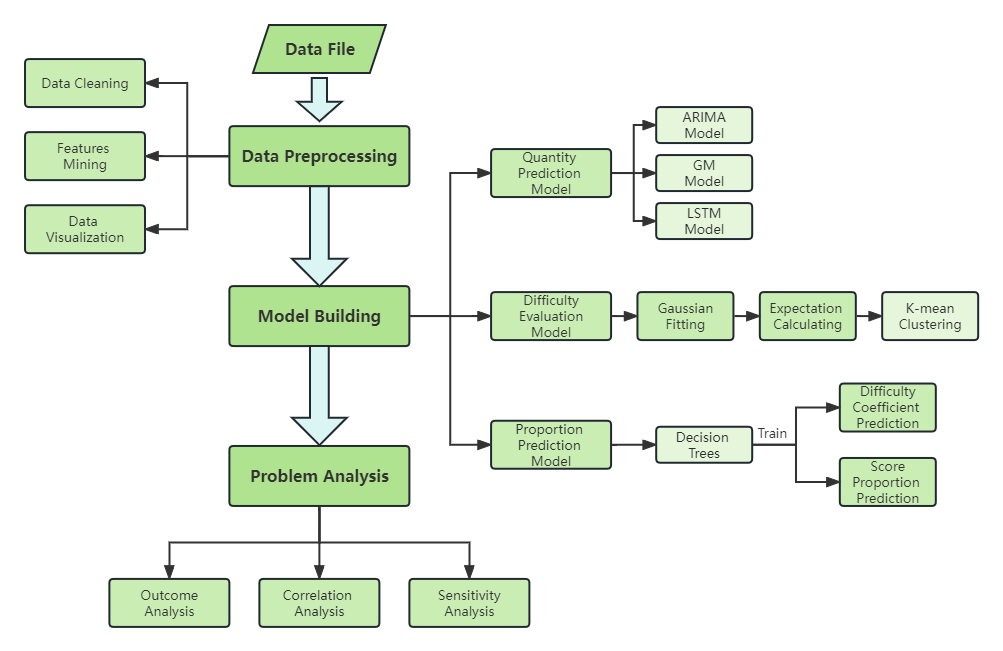 Data File
Data Cleaning
Features
Mining
Data
Visualization
Data Preprocessing
Quantity
Prediction
Model
ARIMA
Model
GM
Model
LSTM
Model
Model Building
Difficulty
Evaluation
Model
Gaussian
Fitting
Expectation
Calculating
K-mean
Clustering
Proportion
Prediction
Model
Decision
Trees
Train
Difficulty
Coefficient
Prediction
Score
Proportion
Prediction
Problem Analysis
Outcome
Analysis
Correlation
Analysis
Sensitivity
Analysis